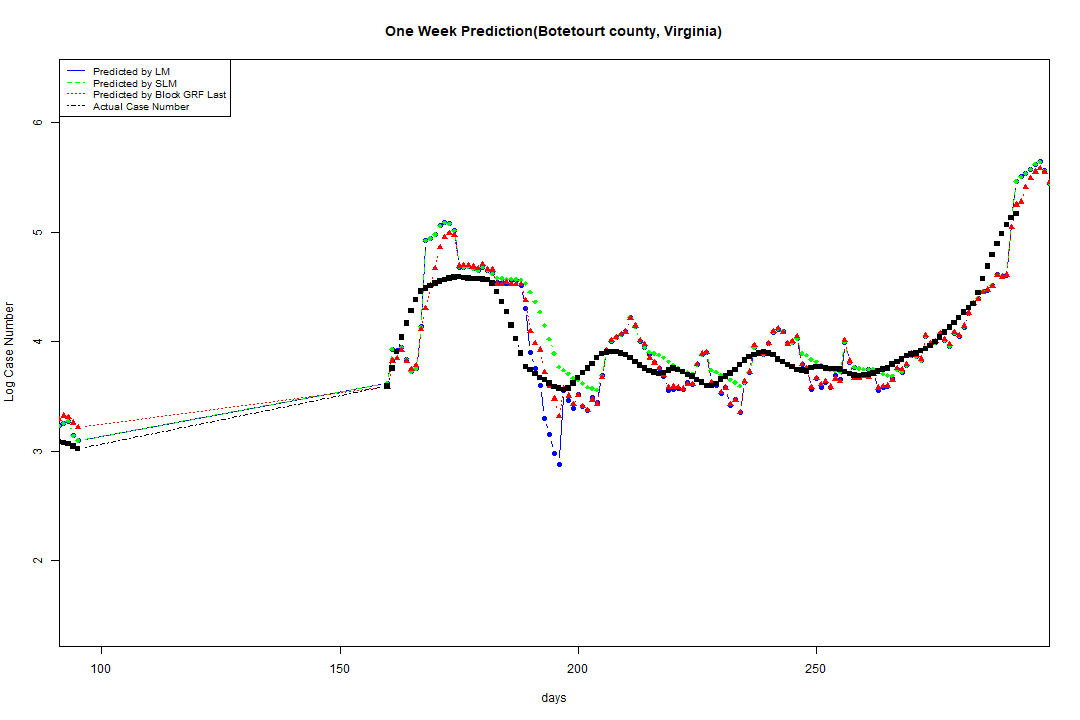 One Week Prediction(Botetourt county, Virginia)
Predicted by LM
Predicted by SLM
Predicted by Block GRF Last
Actual Case Number
6
5
4
3
2
Log Case Number
100 150 200 250
days